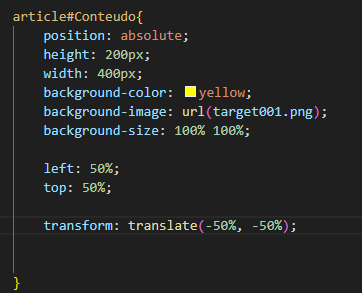 article#Conteudo{
position: absolute;
height: 200px;
width: 400px;
background-color: yellow;
background-image: url(target001.png);
background-size: 100% 100%;
left: 50%;
top: 50%;
transform: translate(-50%, -50%);
}